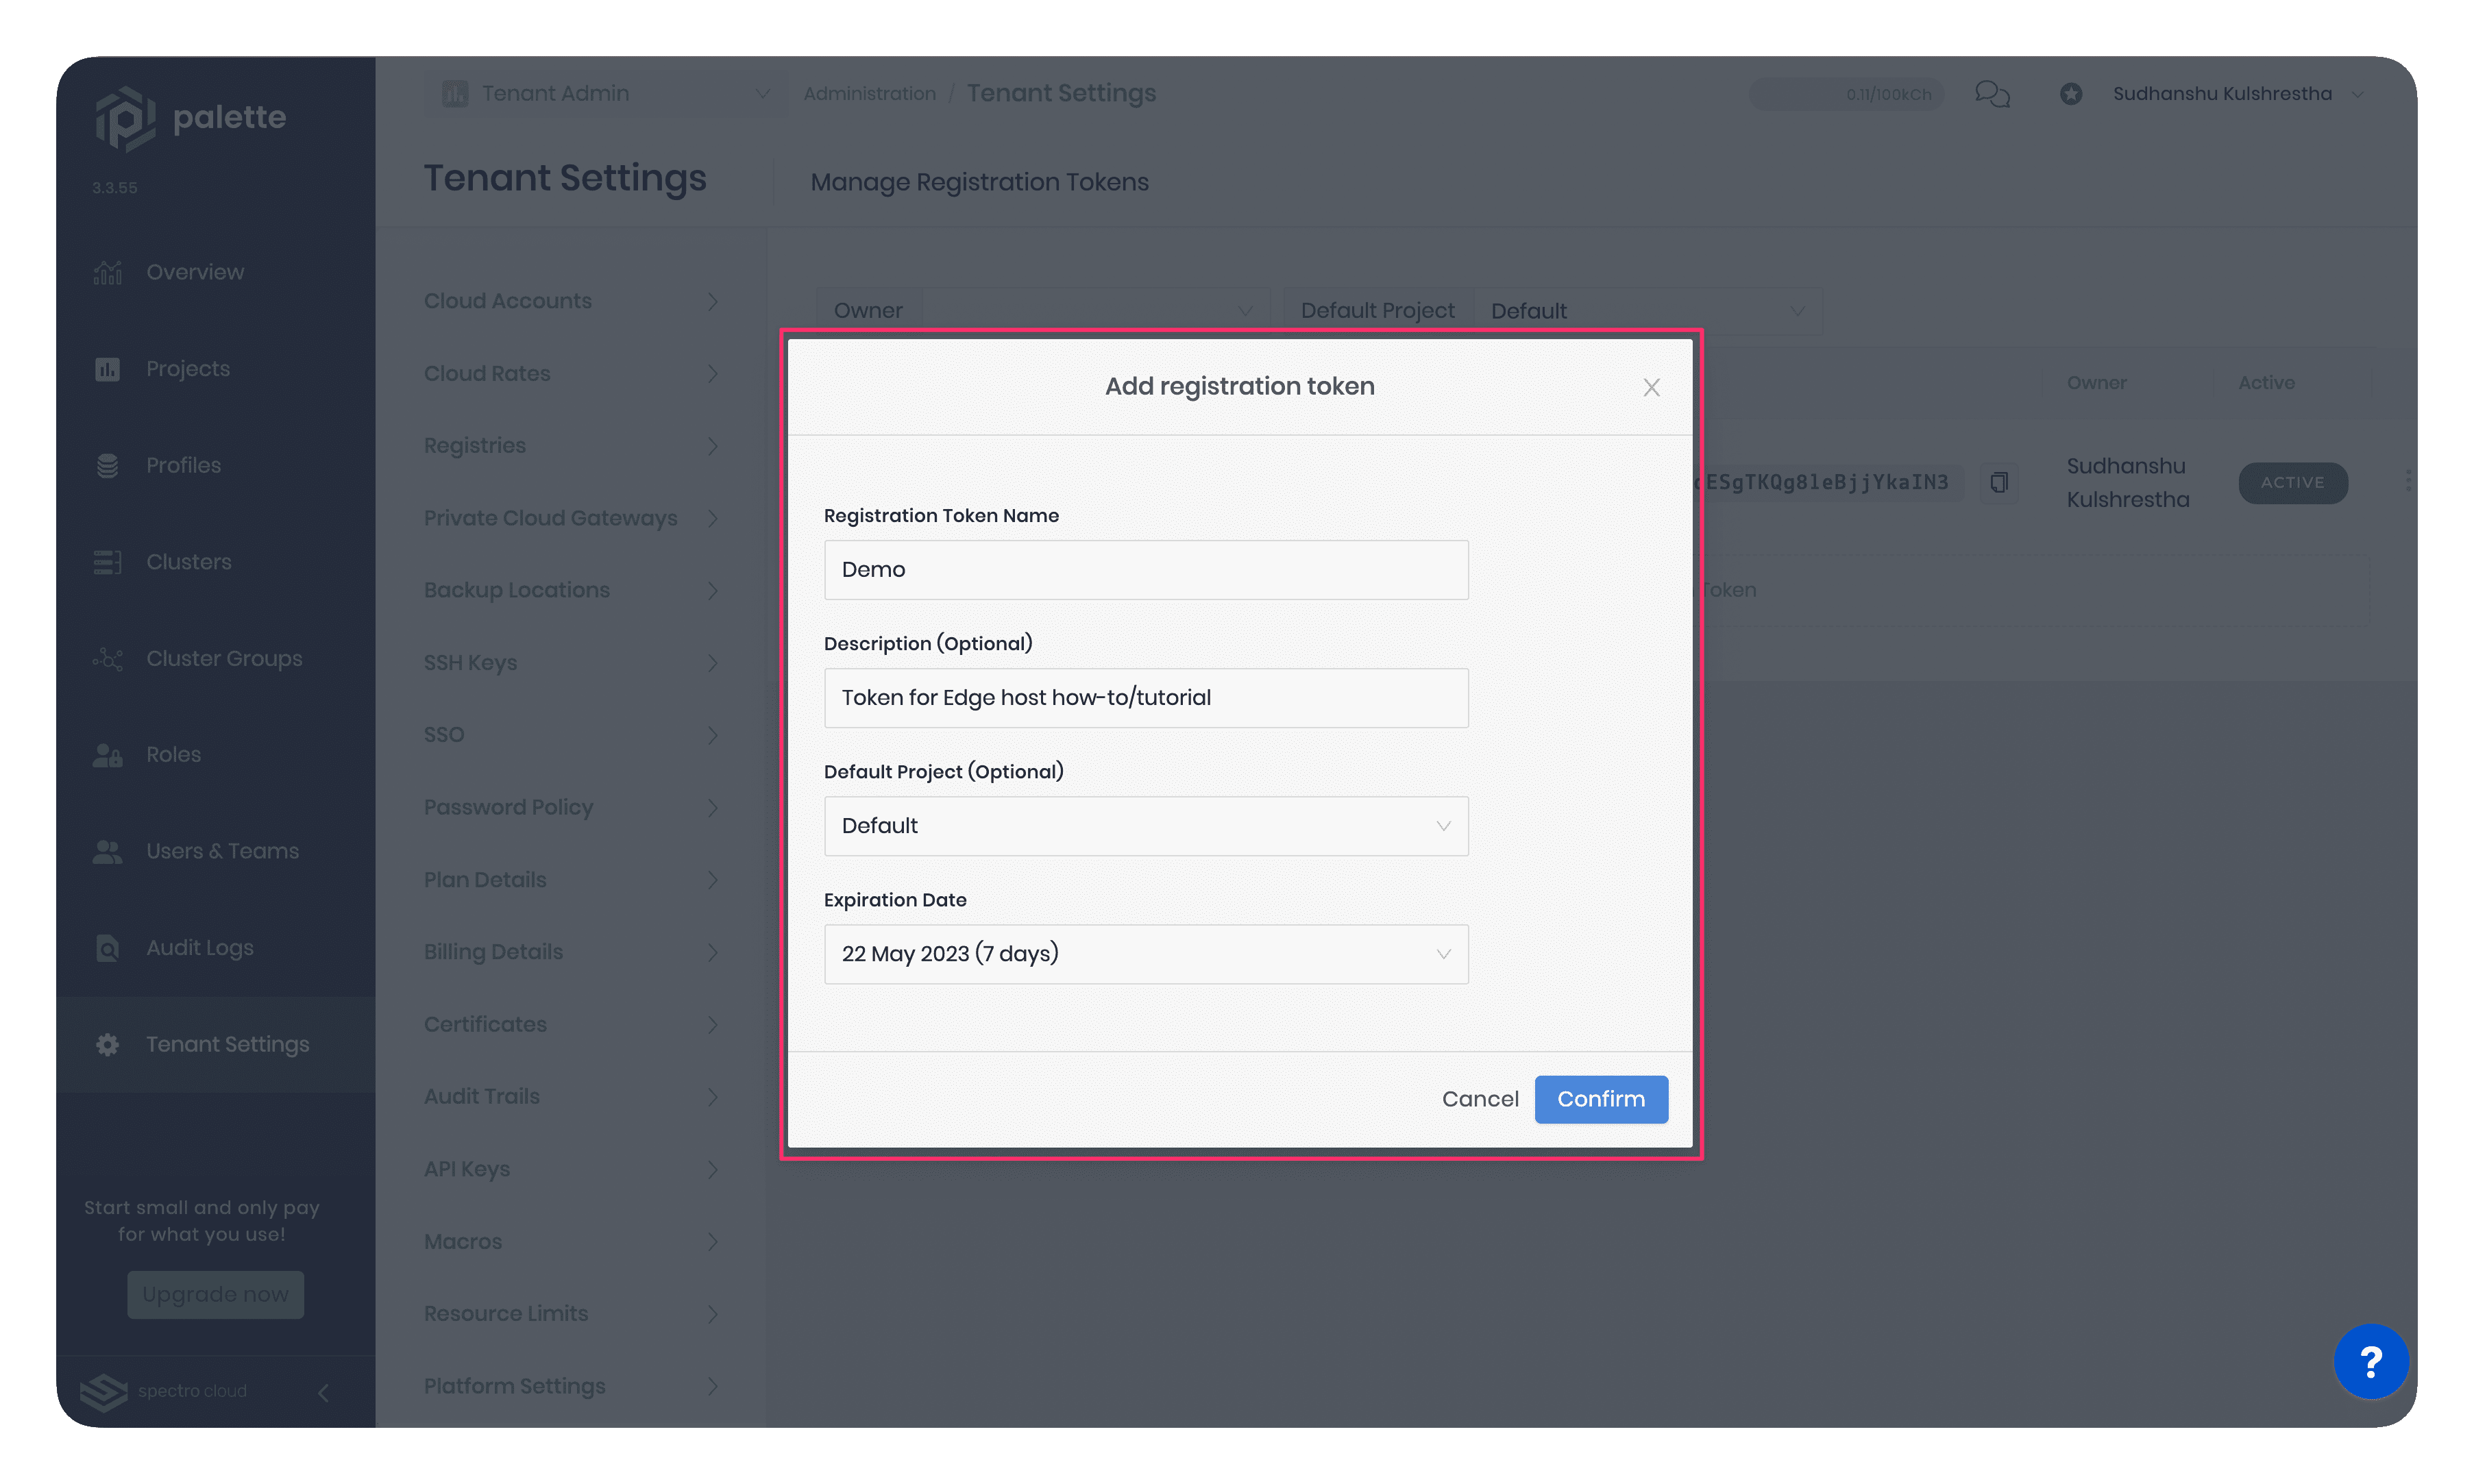 palette
3.3.55
Overview
Projects
Profiles
Clusters
Cluster Groups
Roles
Users & Teams
Audit Logs
Tenant Settings
Start small and only pay
for what you use!
Upgrade now
spectro cloud
Tenant Admin
Administration / Tenant Settings
0.11/100kCh
Sudhanshu Kulshrestha
Tenant Settings
Manage Registration Tokens
Cloud Accounts
Cloud Rates
Registries
Private Cloud Gateways
Backup Locations
SSH Keys
SSO
Password Policy
Plan Details
Billing Details
Certificates
Audit Trails
API Keys
Macros
Resource Limits
Platform Settings
Owner
Default Project Default
Owner Active
ESgTKQg8leBjjYkaIN3
Sudhanshu
Kulshrestha
ACTIVE
Token
Add registration token
Registration Token Name
Demo
Description (Optional)
Token for Edge host how-to/tutorial
Default Project (Optional)
Default
Expiration Date
22 May 2023 (7 days)
Cancel Confirm
?